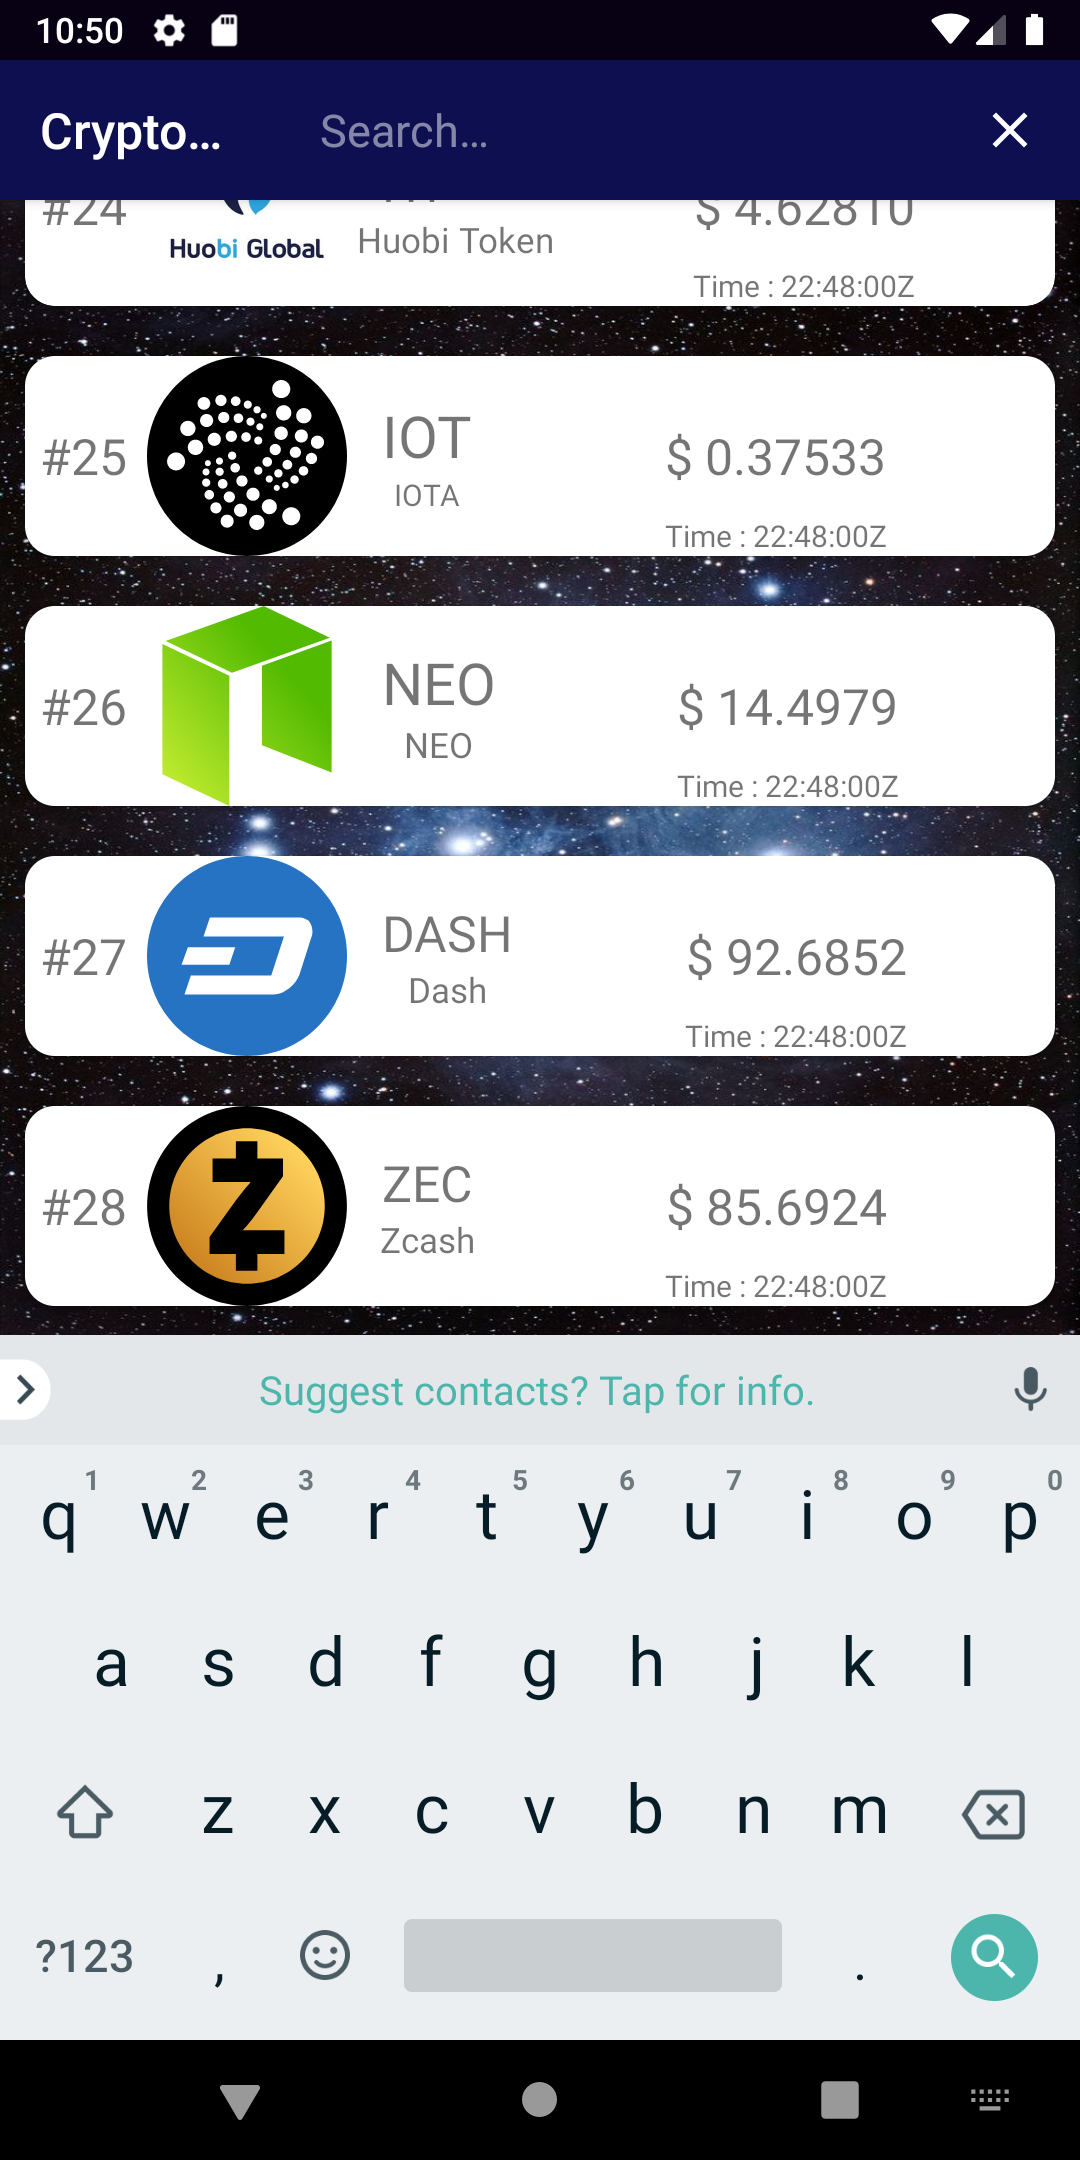 10:50
Crypto...
Search...
#24
$ 4.62810
Huobi Global
Huobi Token
Time : 22:48:00Z
#25
IOT
IOTA
$ 0.37533
Time : 22:48:00Z
#26
NEO
NEO
$ 14.4979
Time : 22:48:00Z
#27
DASH
Dash
$ 92.6852
Time : 22:48:00Z
#28
ZEC
Zcash
$ 85.6924
Time : 22:48:00Z
Suggest contacts? Tap for info.
1 2 3 4 5 6 7 8 9 0
q w e r t y u i o p
a s d f g h j k l
z x c v b n m
?123 , .